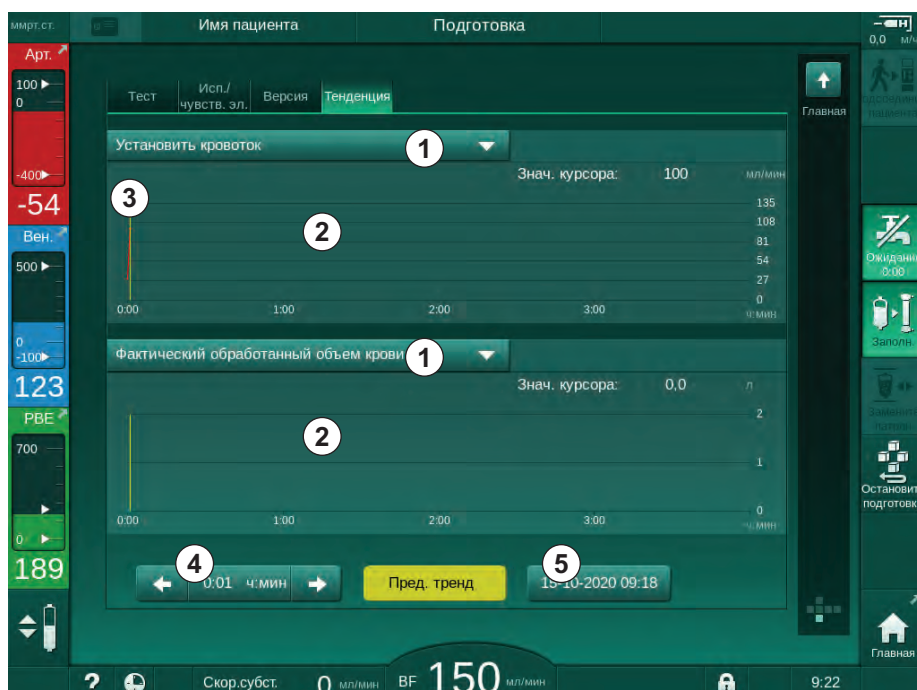 ммрт.ст.
Имя пациента
Подготовка
0,0 м/ч
Арт.
100
0
-400
-54
Вен.
500
0
-100
123
PBE
700
0
189
Тест
Исп./
чувств. эл.
Версия
Тенденция
Главная
Установить кровоток
1
Знач. курсора: 100 мл/мин
3
2
135
108
81
54
27
0
0:00 1:00 2:00 3:00 ч:мин
Фактический обработанный объем крови
1
Знач. курсора: 0,0 л
2
2
1
0
0:00 1:00 2:00 3:00 ч:мин
4
0:01 ч:мин
Пред. тренд
5
15-10-2020 09:18
Ожидани
0:00
Заполн.
Заменить
патрон
Остановит
подготовк
Главная
? Скор.субст. 0 мл/мин BF 150 мл/мин 9:22